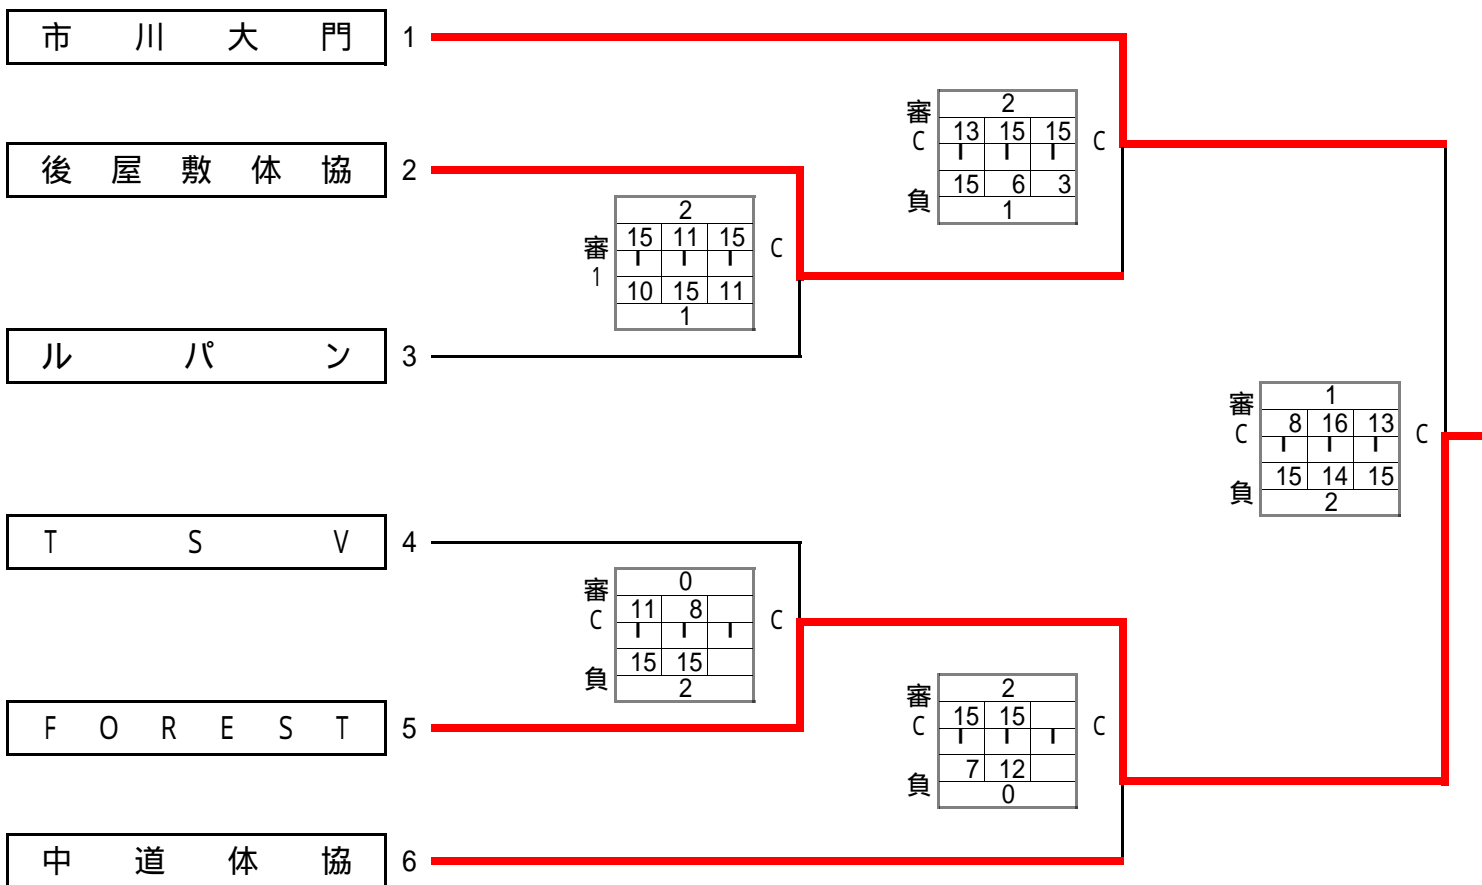 市川大門 1
審 2
C 13 15 15 C
15 6 3
負 1
後屋敷体協 2
2
審 15 11 15 C
1 10 15 11
1
ルパン 3
審 1
C 8 16 13 C
15 14 15
負 2
TSV 4
審 0
C 11 8 C
15 15
負 2
FOREST 5
審 2
C 15 15 C
7 12
負 0
中道体協 6